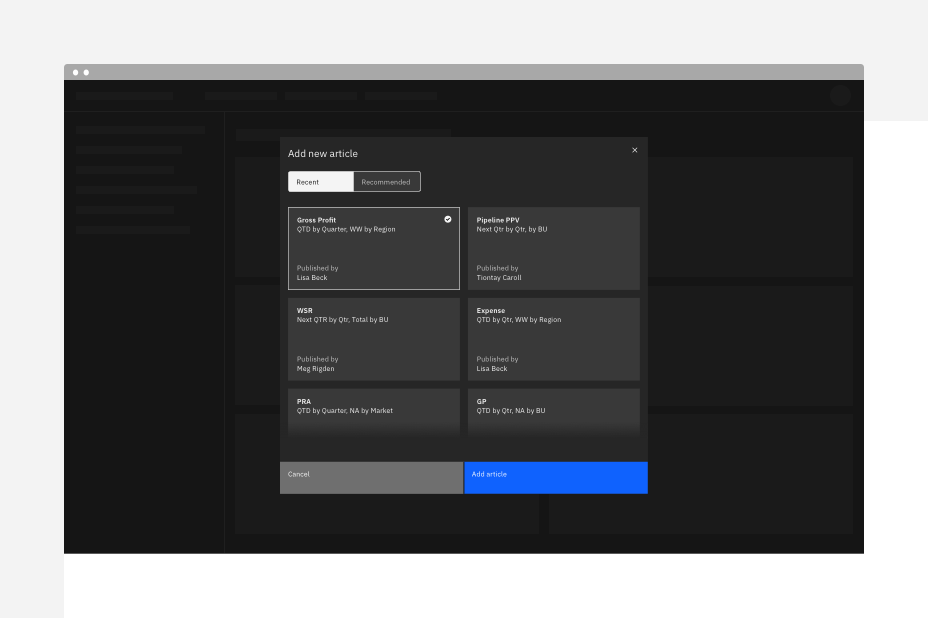 Add new article
Recent
Recommended
Gross Profit
QTD by Quarter, WW by Region
Published by
Lisa Beck
Pipeline PPV
Next Qtr by Qtr, by BU
Published by
Tiontay Caroll
WSR
Next QTR by Qtr, Total by BU
Published by
Meg Rigden
Expense
QTD by Qtr, WW by Region
Published by
Lisa Beck
PRA
QTD by Quarter, NA by Market
GP
QTD by Qtr, NA by BU
Cancel
Add article